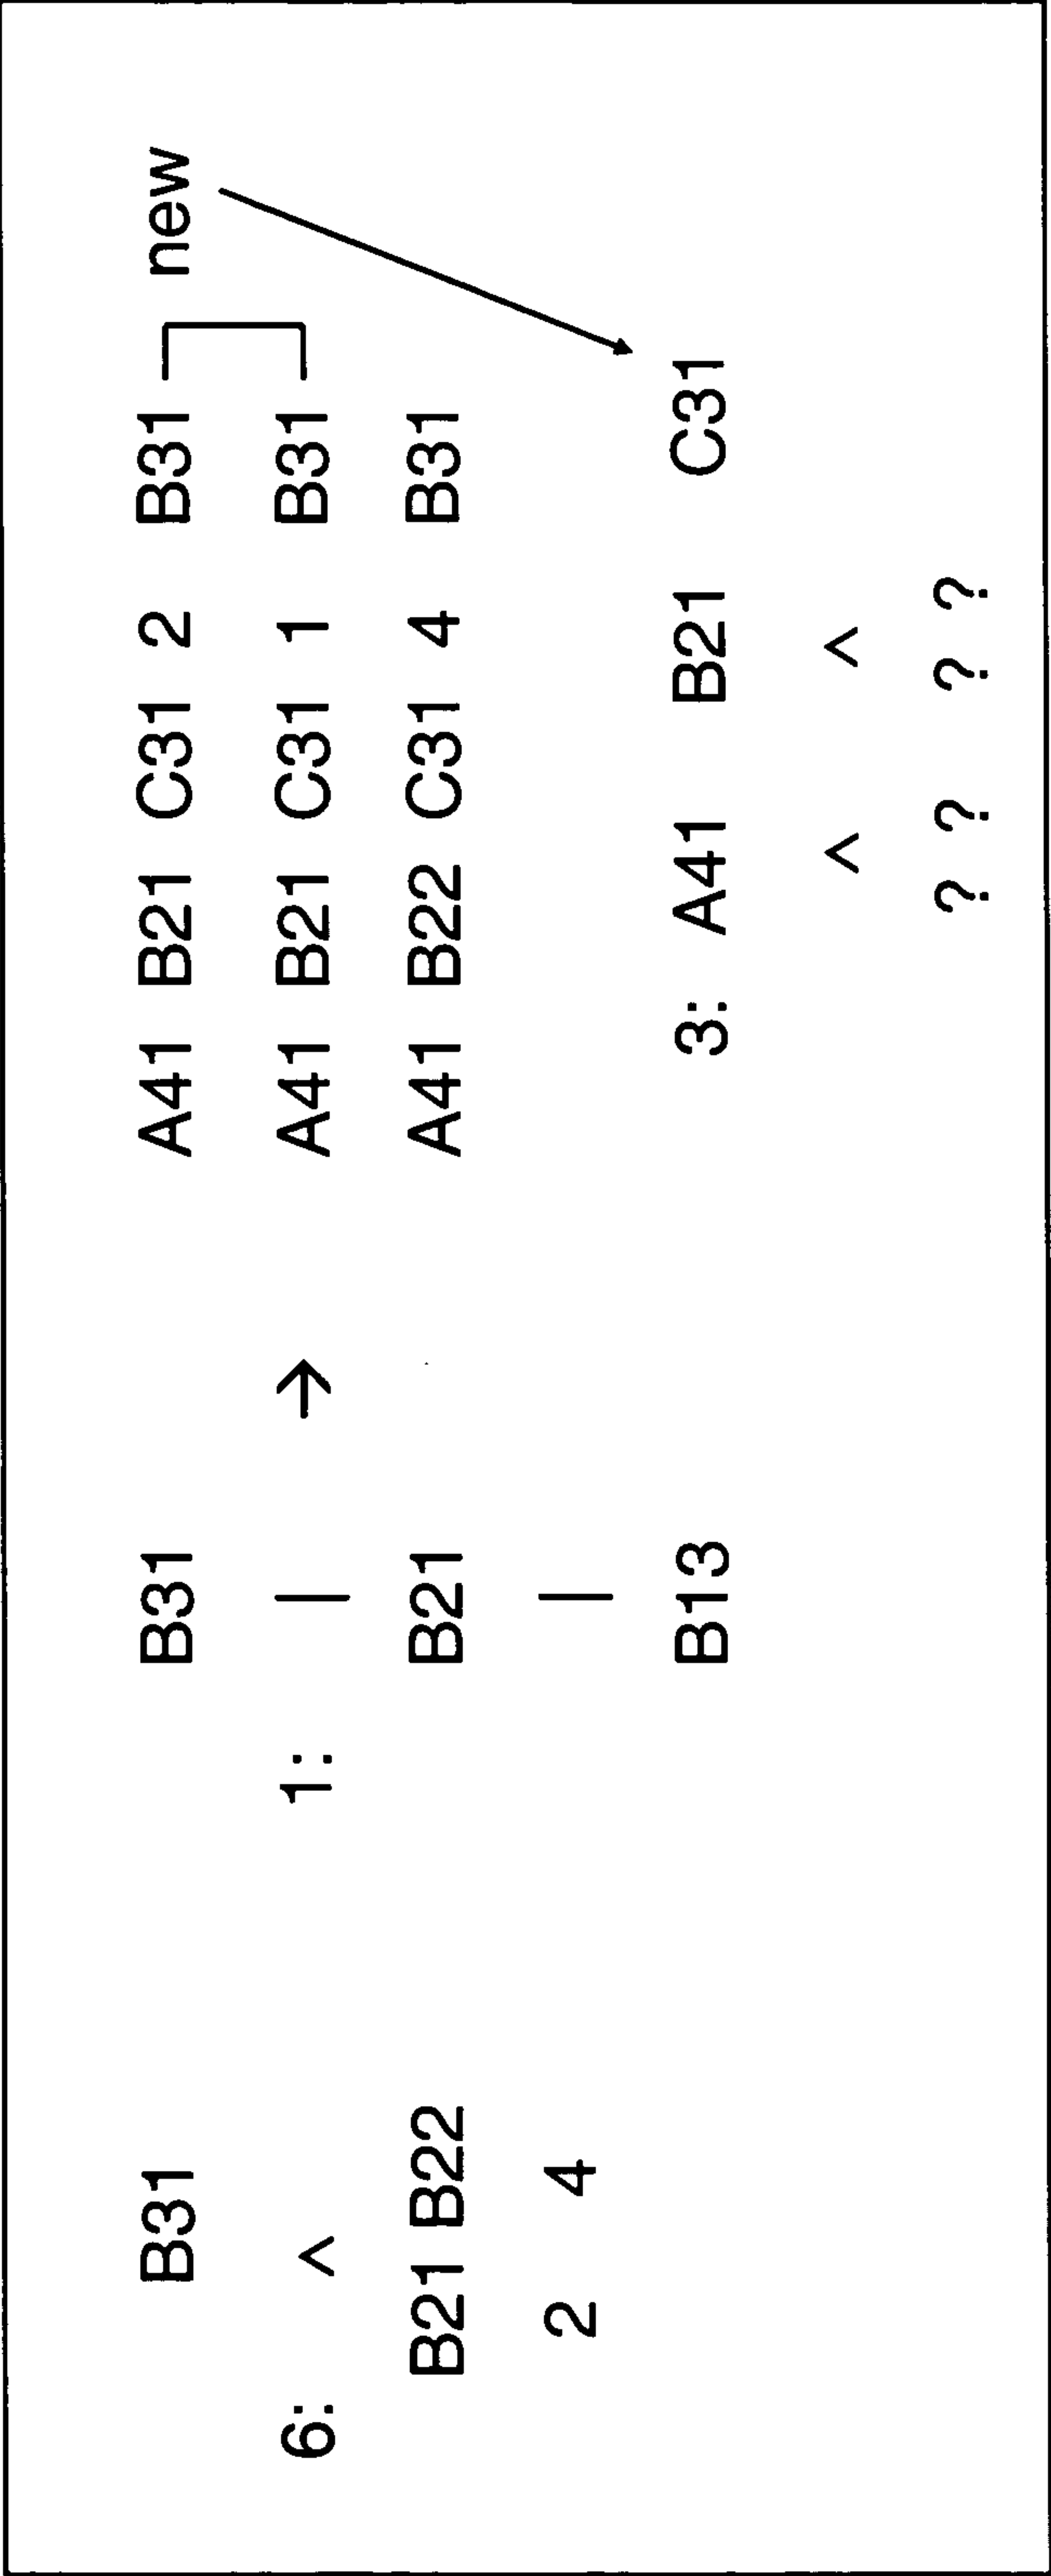 B31 B31 A41 B21 C31 2 B31 new
6: ^ 1: | → A41 B21 C31 1 B31
B21 B22 B21 A41 B22 C31 4 B31
2 4 |
B13 3: A41 B21 C31
^ ^
? ? ? ?